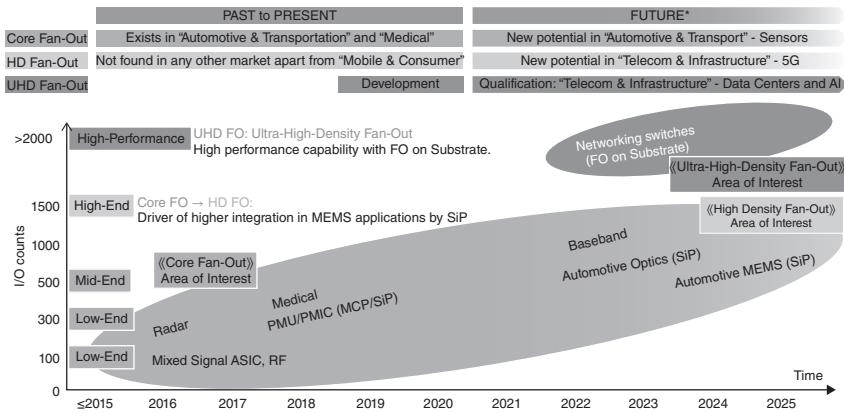 PAST to PRESENT
FUTURE*
Core Fan-Out
Exists in “Automotive & Transportation” and “Medical”
New potential in “Automotive & Transport” - Sensors
HD Fan-Out
Not found in any other market apart from “Mobile & Consumer”
New potential in “Telecom & Infrastructure” - 5G
UHD Fan-Out
Development
Qualification: “Telecom & Infrastructure” - Data Centers and AI
I/O counts
>2000
High-Performance
UHD FO: Ultra-High-Density Fan-Out
High performance capability with FO on Substrate.
Networking switches
(FO on Substrate)
⟪Ultra-High-Density Fan-Out⟫
Area of Interest
1500
High-End
Core FO → HD FO:
Driver of higher integration in MEMS applications by SiP
⟪High Density Fan-Out⟫
Area of Interest
1000
Baseband
⟪Core Fan-Out⟫
Area of Interest
500
Mid-End
Automotive Optics (SiP)
Automotive MEMS (SiP)
300
Low-End
Radar
Medical
PMU/PMIC (MCP/SiP)
100
Low-End
Mixed Signal ASIC, RF
Time
0
≤2015
2016
2017
2018
2019
2020
2021
2022
2023
2024
2025